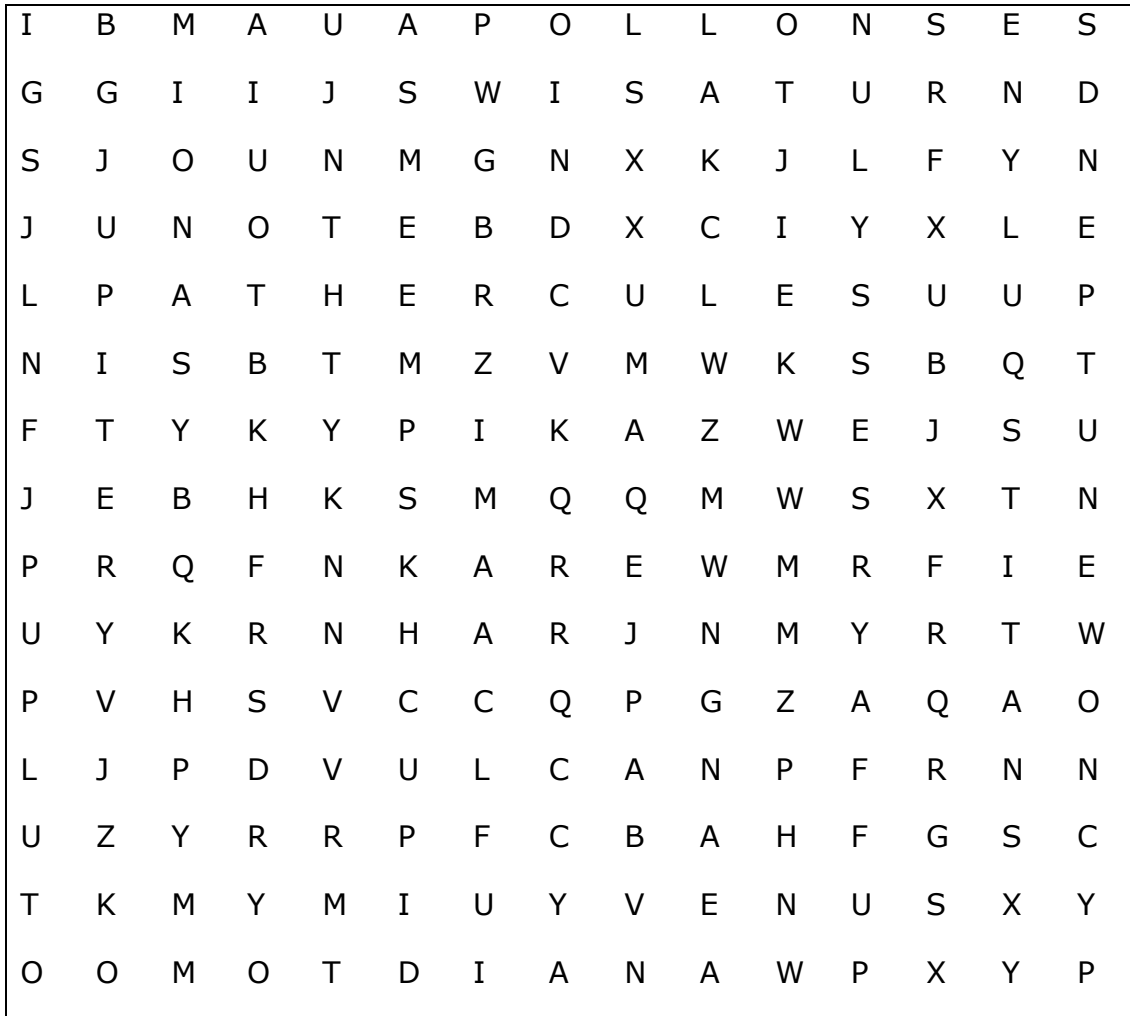 I B M A U A P O L L O N S E S
G G I I J S W I S A T U R N D
S J O U N M G N X K J L F Y N
J U N O T E B D X C I Y X L E
L P A T H E R C U L E S U U P
N I S B T M Z V M W K S B Q T
F T Y K Y P I K A Z W E J S U
J E B H K S M Q Q M W S X T N
P R Q F N K A R E W M R F I E
U Y K R N H A R J N M Y R T W
P V H S V C C Q P G Z A Q A O
L J P D V U L C A N P F R N N
U Z Y R R P F C B A H F G S C
T K M Y M I U Y V E N U S X Y
O O M O T D I A N A W P X Y P